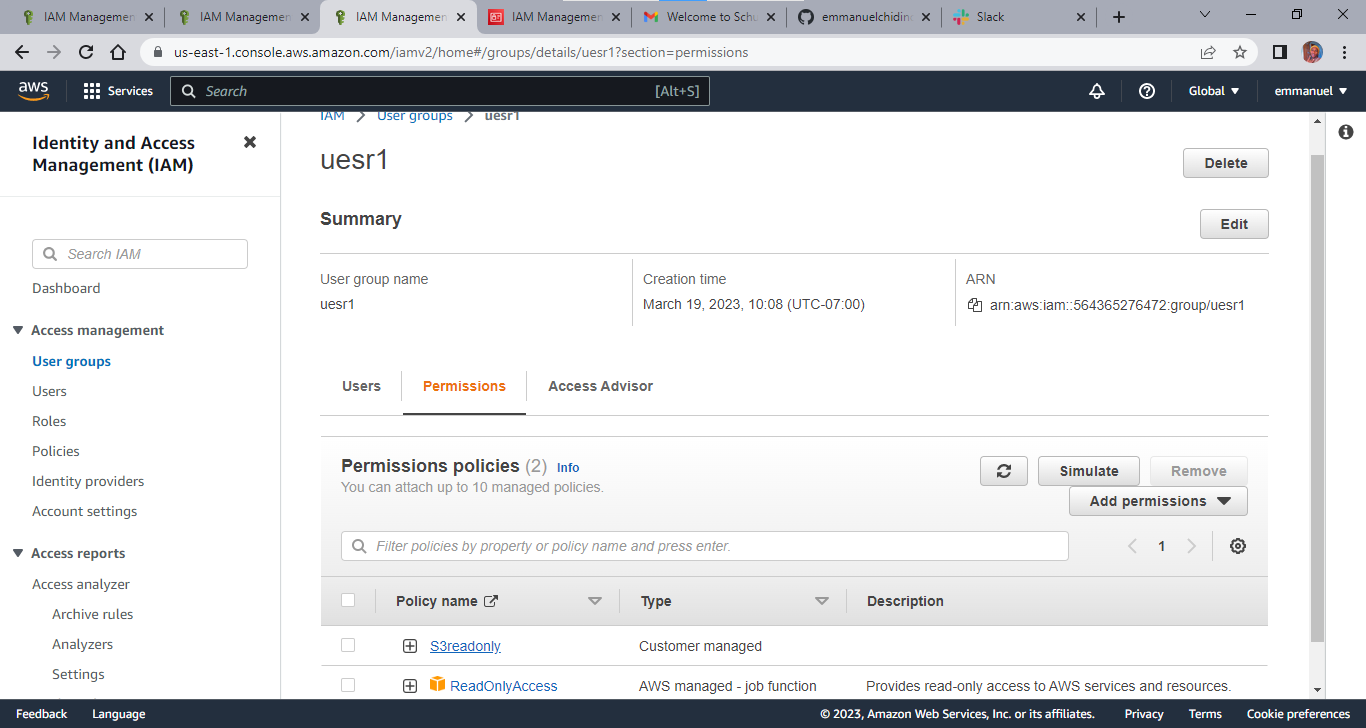 IAM Managemen
IAM Managemen
IAM Managemen
IAM Managemen
Welcome to Schu
emmanuelchidin
Slack
us-east-1.console.aws.amazon.com/iamv2/home#/groups/details/uesr1?section=permissions
aws
Services
Search
[Alt+S]
Global
emmanuel
Identity and Access
Management (IAM)
Search IAM
Dashboard
Access management
User groups
Users
Roles
Policies
Identity providers
Account settings
Access reports
Access analyzer
Archive rules
Analyzers
Settings
IAM > User groups > uesr1
uesr1
Delete
Summary
Edit
User group name
uesr1
Creation time
March 19, 2023, 10:08 (UTC-07:00)
ARN
arn:aws:iam::564365276472:group/uesr1
Users
Permissions
Access Advisor
Permissions policies (2) Info
You can attach up to 10 managed policies.
Simulate
Remove
Add permissions
Filter policies by property or policy name and press enter.
1
Policy name
Type
Description
S3readonly
Customer managed
ReadOnlyAccess
AWS managed - job function
Provides read-only access to AWS services and resources.
Feedback
Language
© 2023, Amazon Web Services, Inc. or its affiliates.
Privacy
Terms
Cookie preferences